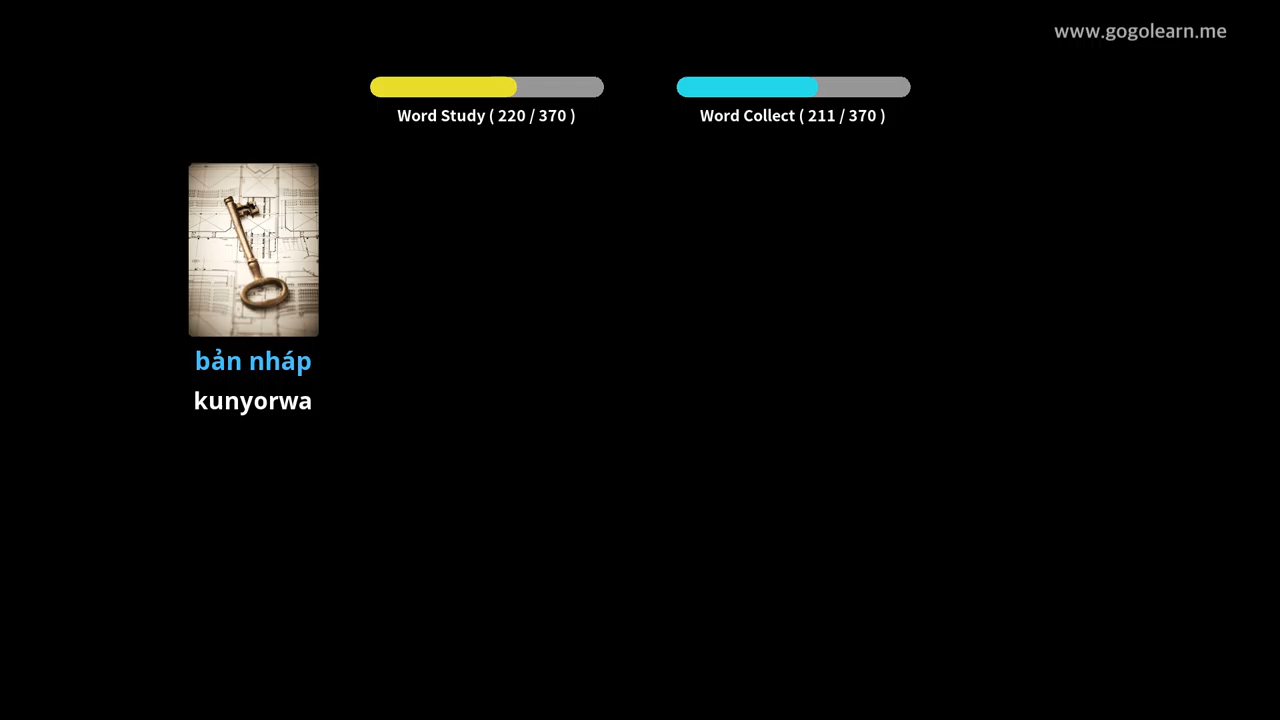 www.gogolearn.me
Word Study ( 220 / 370 )
Word Collect ( 211 / 370 )
bản nháp
kunyorwa